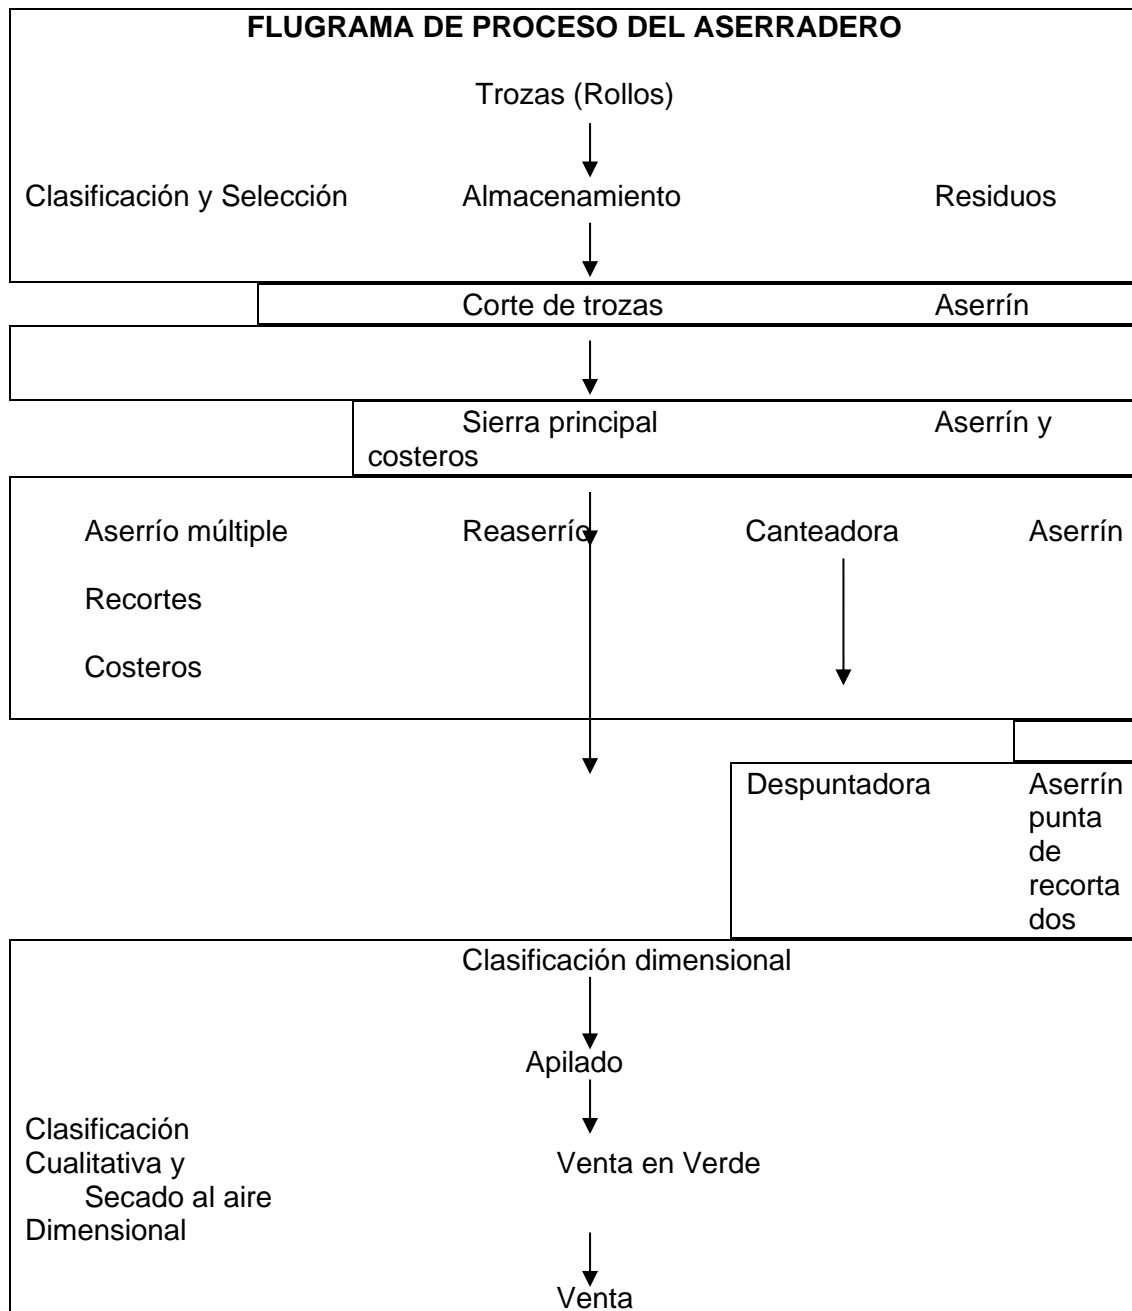 FLUGRAMA DE PROCESO DEL ASERRADERO
Trozas (Rollos)
Clasificación y Selección Almacenamiento Residuos
Corte de trozas Aserrín
Sierra principal Aserrín y
costeros
Aserrío múltiple Reaserrío Canteadora Aserrín
Recortes
Costeros
Despuntadora Aserrín
punta
de
recorta
dos
Clasificación dimensional
Apilado
Clasificación
Cualitativa y Venta en Verde
Secado al aire
Dimensional
Venta